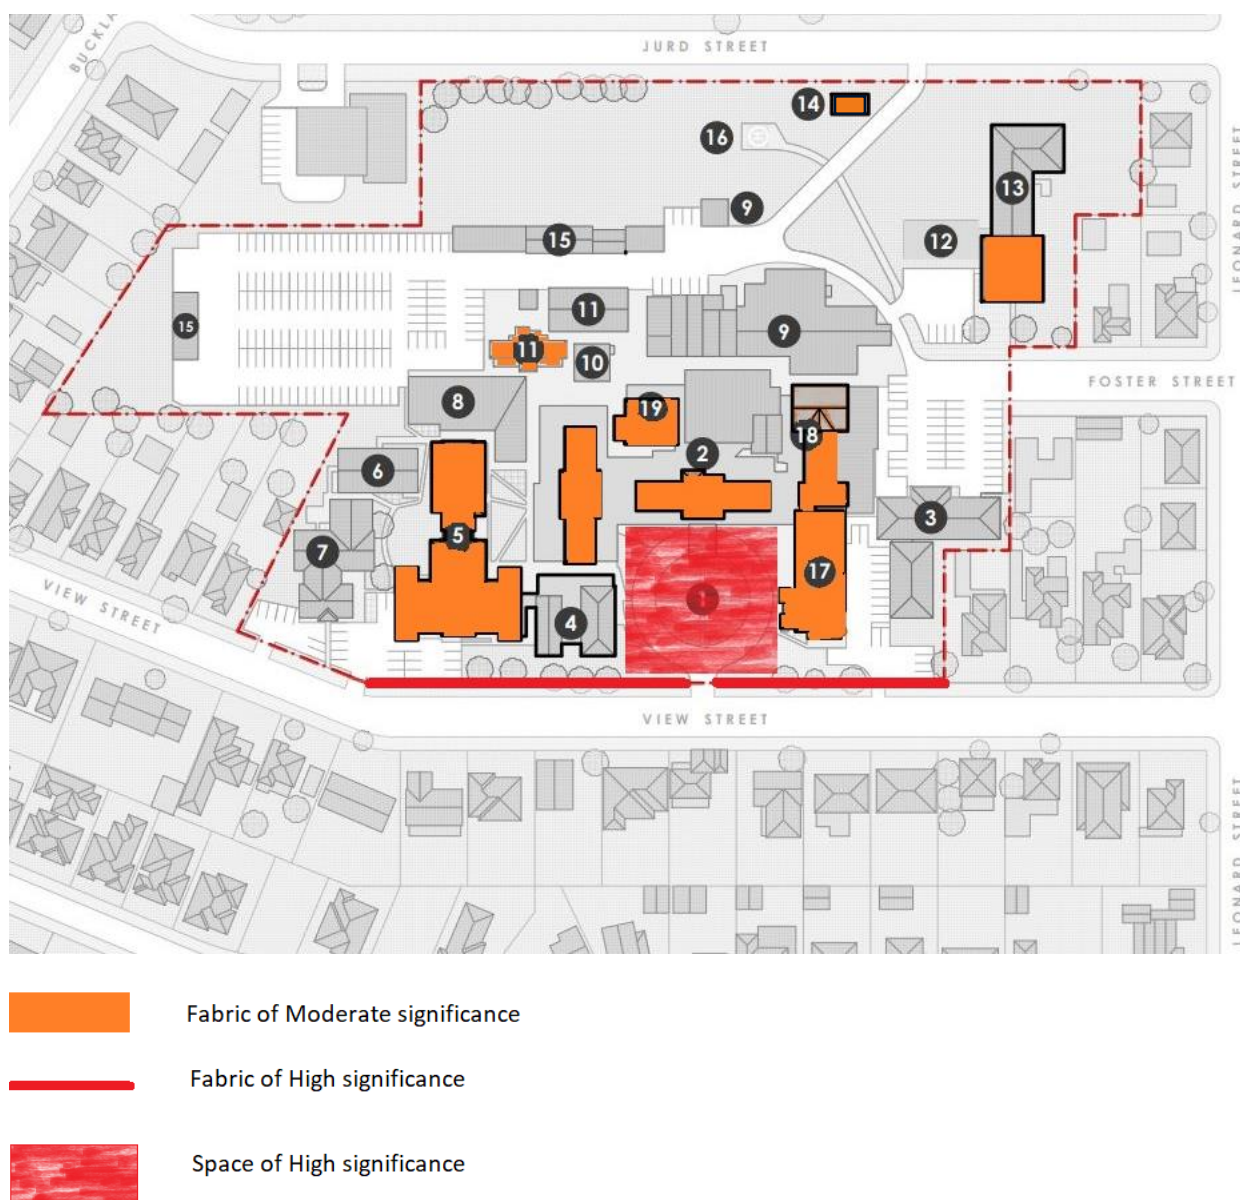 BUCKLA
JURD STREET
14
16
13
9
12
15
LEONARD STREET
11
15
9
11
10
FOSTER STREET
8
19
18
2
6
3
5
7
17
1
4
VIEW STREET
VIEW STREET
LEONARD STREET
Fabric of Moderate significance
Fabric of High significance
Space of High significance